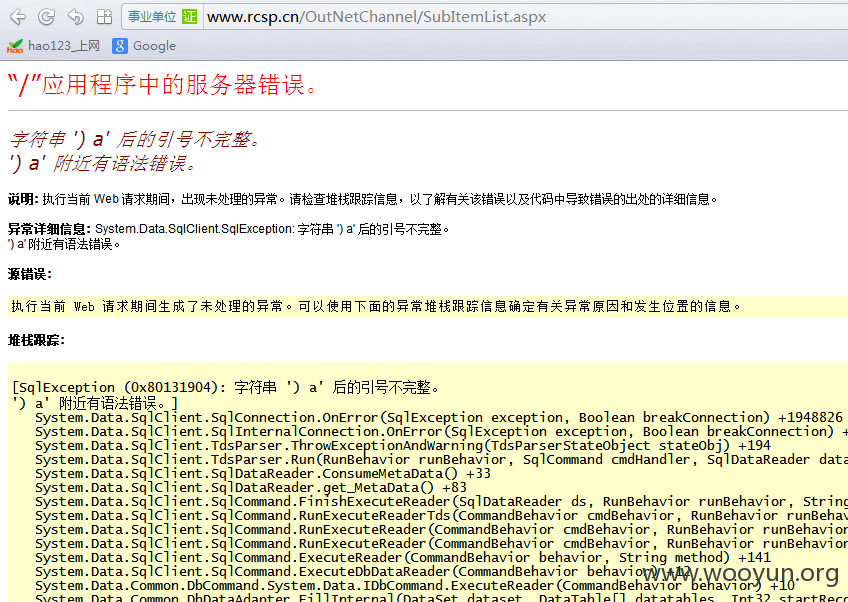 事业单位 证 www.rcsp.cn/OutNetChannel/SubItemList.aspx
hao123_上网 Google
“/”应用程序中的服务器错误。
字符串 ') a' 后的引号不完整。
') a' 附近有语法错误。
说明: 执行当前 Web 请求期间，出现未处理的异常。请检查堆栈跟踪信息，以了解有关该错误以及代码中导致错误的出处的详细信息。
异常详细信息: System.Data.SqlClient.SqlException: 字符串 ') a' 后的引号不完整。
') a' 附近有语法错误。
源错误:
执行当前 Web 请求期间生成了未处理的异常。可以使用下面的异常堆栈跟踪信息确定有关异常原因和发生位置的信息。
堆栈跟踪:
[SqlException (0x80131904): 字符串 ') a' 后的引号不完整。
') a' 附近有语法错误。]
System.Data.SqlClient.SqlConnection.OnError(SqlException exception, Boolean breakConnection) +1948826
System.Data.SqlClient.SqlInternalConnection.OnError(SqlException exception, Boolean breakConnection) +
System.Data.SqlClient.TdsParser.ThrowExceptionAndWarning(TdsParserStateObject stateObj) +194
System.Data.SqlClient.TdsParser.Run(RunBehavior runBehavior, SqlCommand cmdHandler, SqlDataReader data
System.Data.SqlClient.SqlDataReader.ConsumeMetaData() +33
System.Data.SqlClient.SqlDataReader.get_MetaData() +83
System.Data.SqlClient.SqlCommand.FinishExecuteReader(SqlDataReader ds, RunBehavior runBehavior, String
System.Data.SqlClient.SqlCommand.RunExecuteReaderTds(CommandBehavior cmdBehavior, RunBehavior runBehav
System.Data.SqlClient.SqlCommand.RunExecuteReader(CommandBehavior cmdBehavior, RunBehavior runBehavior
System.Data.SqlClient.SqlCommand.RunExecuteReader(CommandBehavior cmdBehavior, RunBehavior runBehavior
System.Data.SqlClient.SqlCommand.ExecuteReader(CommandBehavior behavior, String method) +141
System.Data.SqlClient.SqlCommand.ExecuteDbDataReader(CommandBehavior behavior) +12
www.wooyun.org
System.Data.Common.DbCommand.System.Data.IDbCommand.ExecuteReader(CommandBehavior behavior) +10
System.Data.Common.DbDataAdapter.FillInternal(DataSet dataset, DataTable[] datatables, Int32 startReco